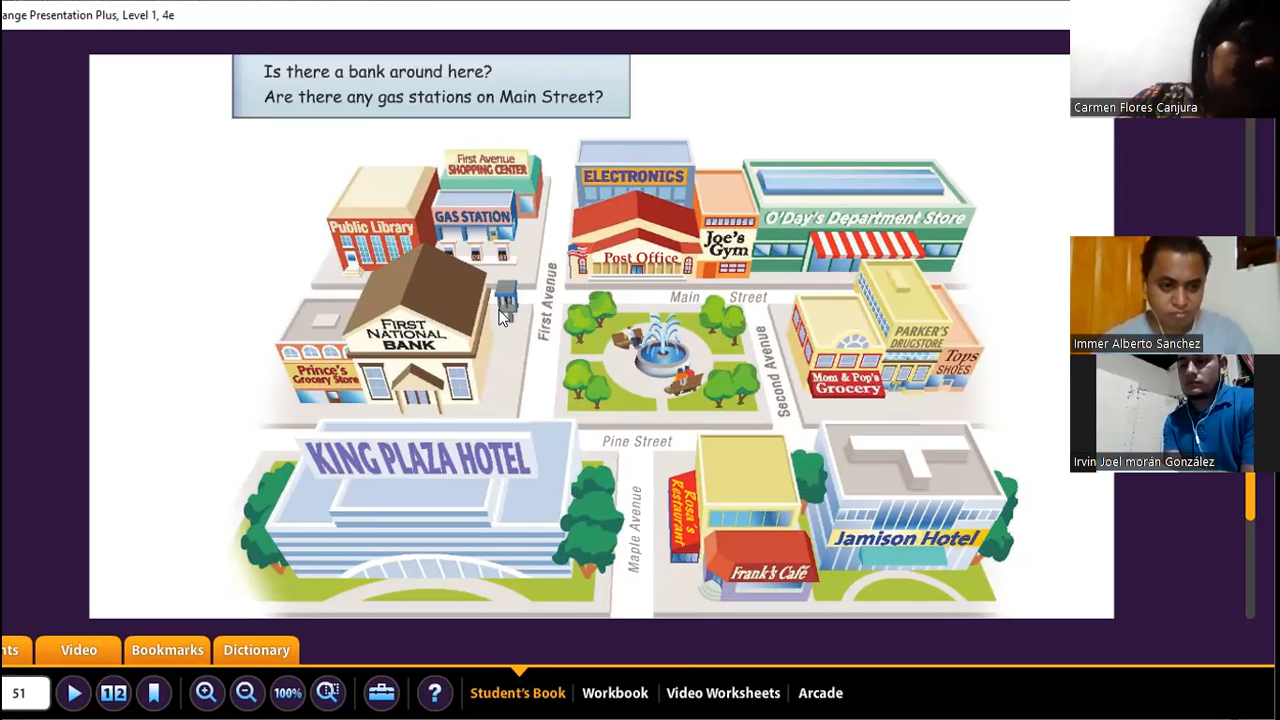 ange Presentation Plus, Level 1, 4e
Is there a bank around here?
Are there any gas stations on Main Street?
Carmen Flores Canjura
First Avenue
SHOPPING CENTER
ELECTRONICS
GAS STATION
Public Library
Post Office
Joe's
Gym
O'Day's Department Store
First Avenue
Main Street
FIRST
NATIONAL
BANK
Prince's
Grocery Store
Second Avenue
PARKER'S
DRUGSTORE
Tops
SHOES
Mom & Pop's
Grocery
Immer Alberto Sanchez
KING PLAZA HOTEL
Pine Street
Maple Avenue
Rosa's
Restaurant
Frank's Café
Jamison Hotel
Irvin Joel morán González
nts
Video
Bookmarks
Dictionary
51
1 2
100%
?
Student's Book
Workbook
Video Worksheets
Arcade